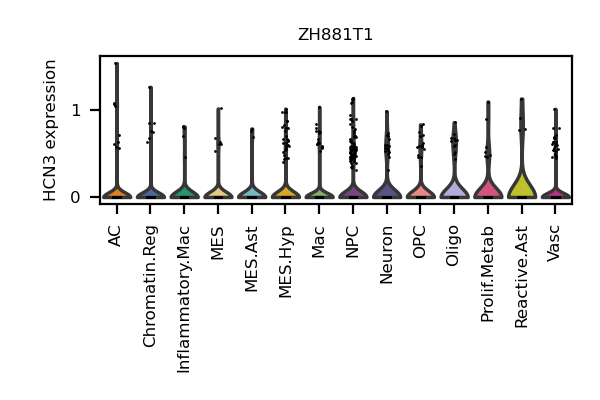 ZH881T1
HCN3 expression
1
0
AC
Chromatin.Reg
Inflammatory.Mac
MES
MES.Ast
MES.Hyp
Mac
NPC
Neuron
OPC
Oligo
Prolif.Metab
Reactive.Ast
Vasc